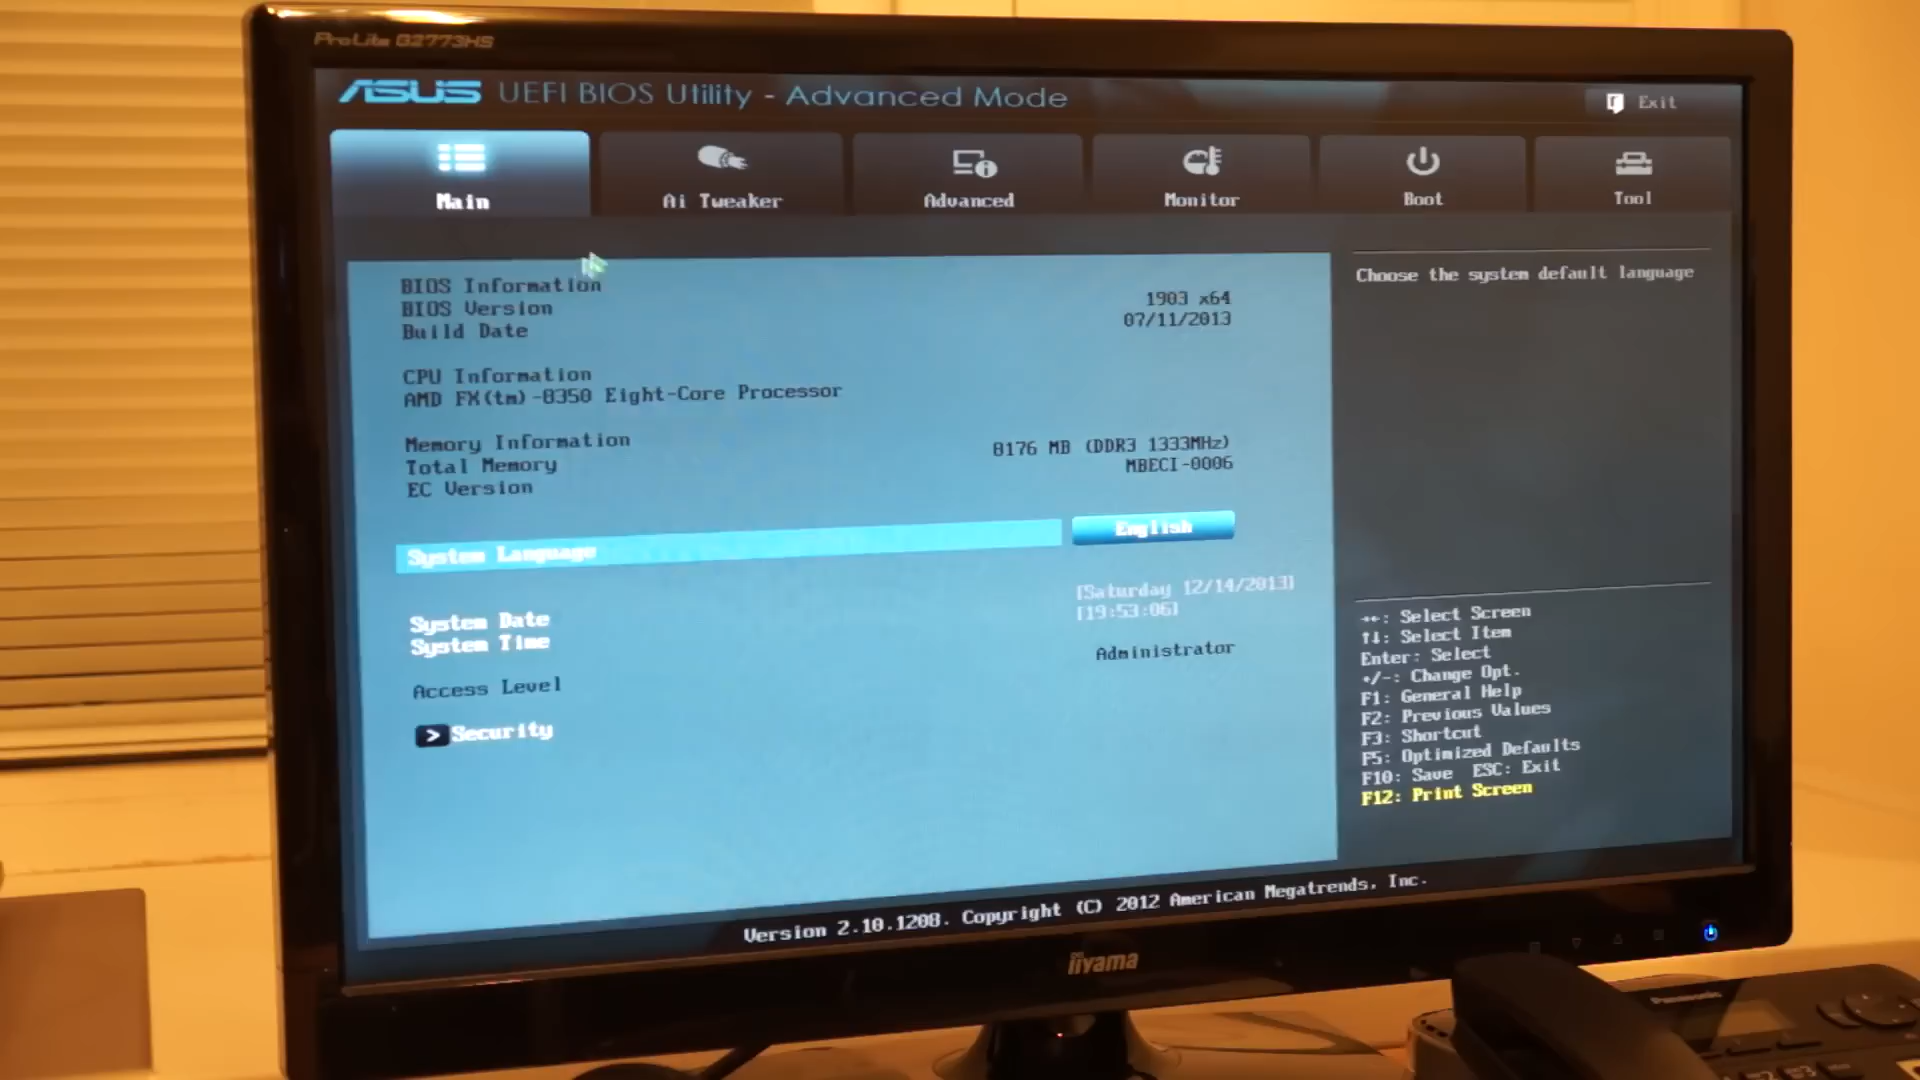 ProLite G2773HS
ASUS UEFI BIOS Utility - Advanced Mode
Exit
Main
Ai Tweaker
Advanced
Monitor
Boot
Tool
BIOS Information
BIOS Version 1903 x64
Build Date 07/11/2013
CPU Information
AMD FX(tm)-8350 Eight-Core Processor
Memory Information
Total Memory 8176 MB (DDR3 1333MHz)
EC Version MBECI-0006
System Language English
System Date [Saturday 12/14/2013]
System Time [19:53:06]
Access Level Administrator
> Security
Choose the system default language
→←: Select Screen
↑↓: Select Item
Enter: Select
+/-: Change Opt.
F1: General Help
F2: Previous Values
F3: Shortcut
F5: Optimized Defaults
F10: Save ESC: Exit
F12: Print Screen
Version 2.10.1208. Copyright (C) 2012 American Megatrends, Inc.
iiyama
Panasonic